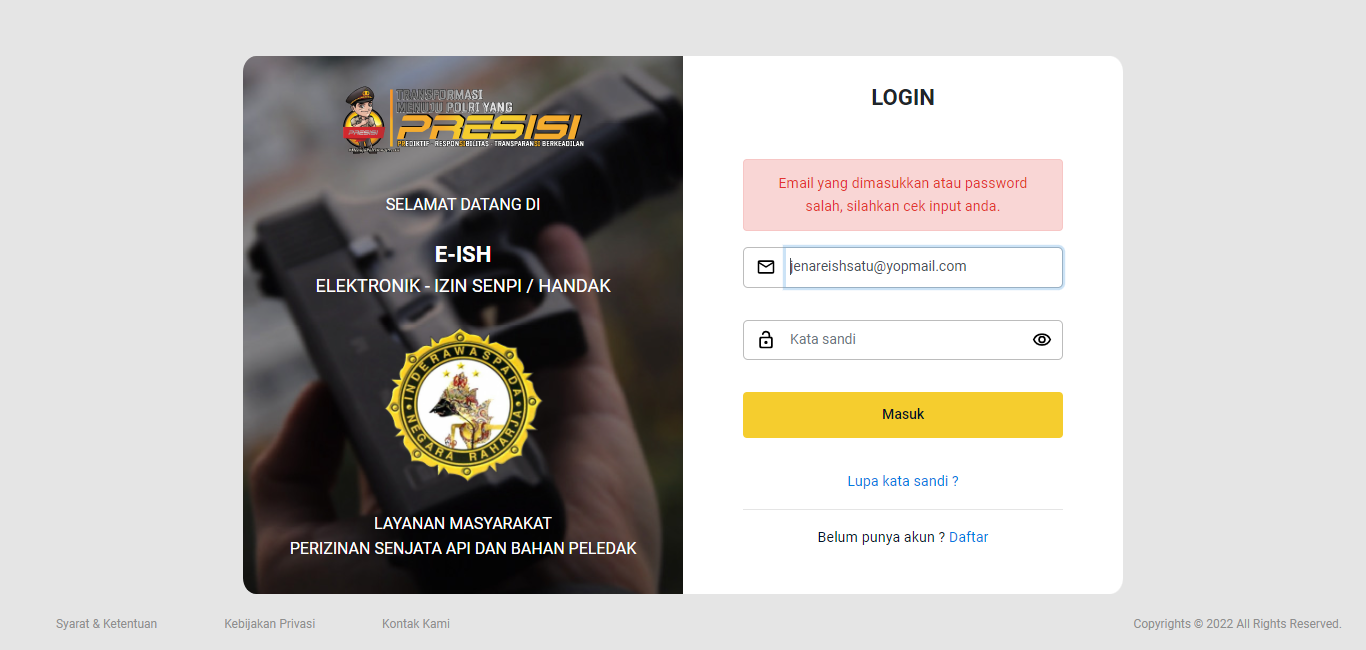 TRANSFORMASI
MENUJU POLRI YANG
PRESISI
PREDIKTIF - RESPONSIBILITAS - TRANSPARANSI BERKEADILAN
PRESISI
SELAMAT DATANG DI
E-ISH
ELEKTRONIK - IZIN SENPI / HANDAK
INDERAWASPADA
NEGARA RAHARJA
LAYANAN MASYARAKAT
PERIZINAN SENJATA API DAN BAHAN PELEDAK
LOGIN
Email yang dimasukkan atau password
salah, silahkan cek input anda.
jenareishsatu@yopmail.com
Kata sandi
Masuk
Lupa kata sandi ?
Belum punya akun ? Daftar
Syarat & Ketentuan
Kebijakan Privasi
Kontak Kami
Copyrights © 2022 All Rights Reserved.